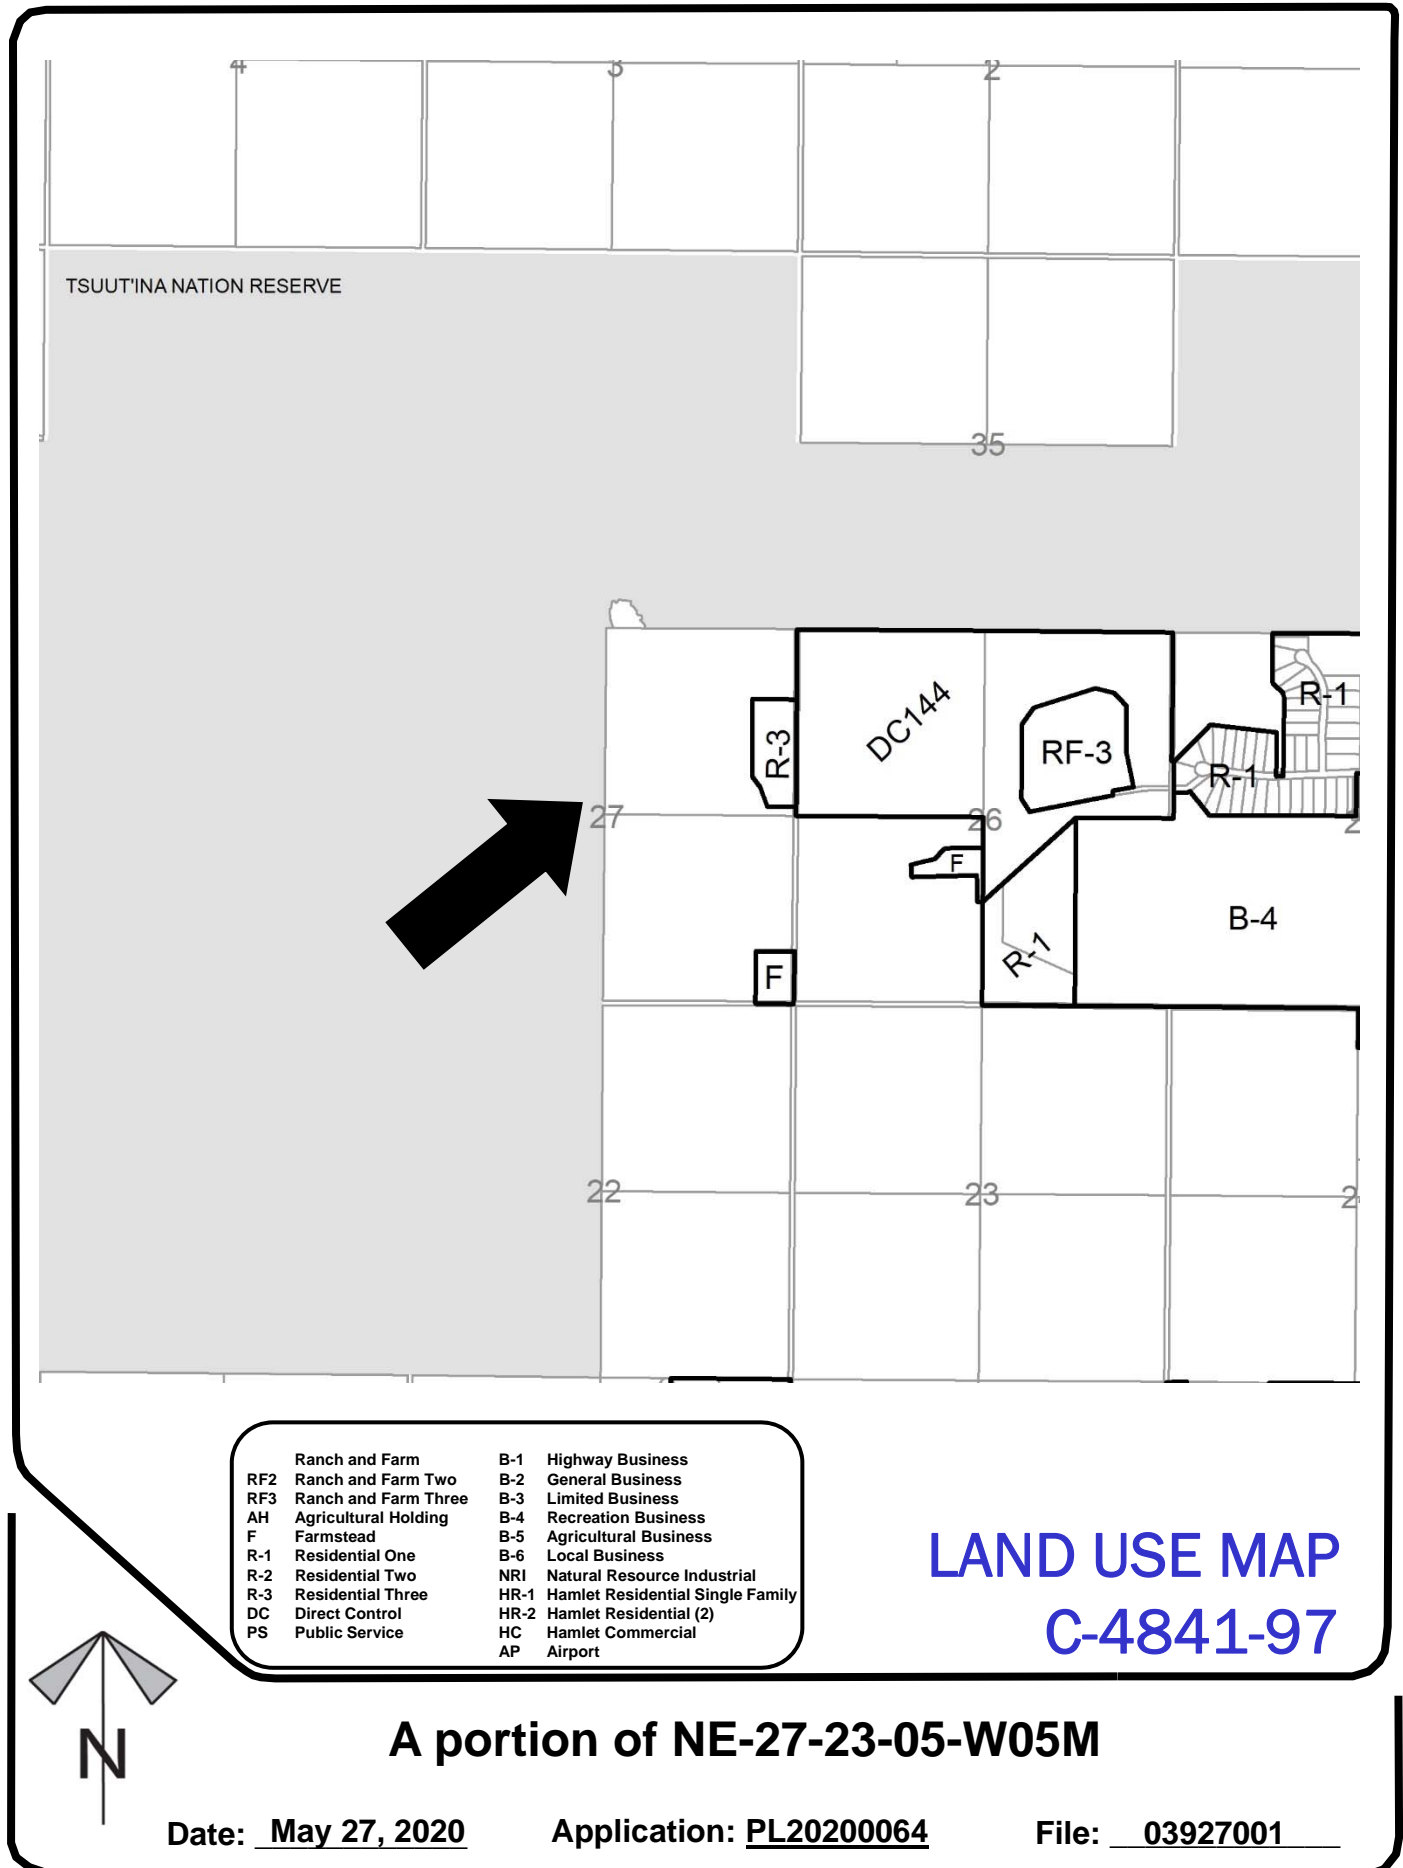 4 3 2
TSUUT'INA NATION RESERVE
35
DC144
R-1
R-3
RF-3
R-1
27
26
2
F
B-4
R-1
F
22
23
2
Ranch and Farm
RF2 Ranch and Farm Two
RF3 Ranch and Farm Three
AH Agricultural Holding
F Farmstead
R-1 Residential One
R-2 Residential Two
R-3 Residential Three
DC Direct Control
PS Public Service
B-1 Highway Business
B-2 General Business
B-3 Limited Business
B-4 Recreation Business
B-5 Agricultural Business
B-6 Local Business
NRI Natural Resource Industrial
HR-1 Hamlet Residential Single Family
HR-2 Hamlet Residential (2)
HC Hamlet Commercial
AP Airport
LAND USE MAP
C-4841-97
N
A portion of NE-27-23-05-W05M
Date: May 27, 2020 Application: PL20200064 File: 03927001